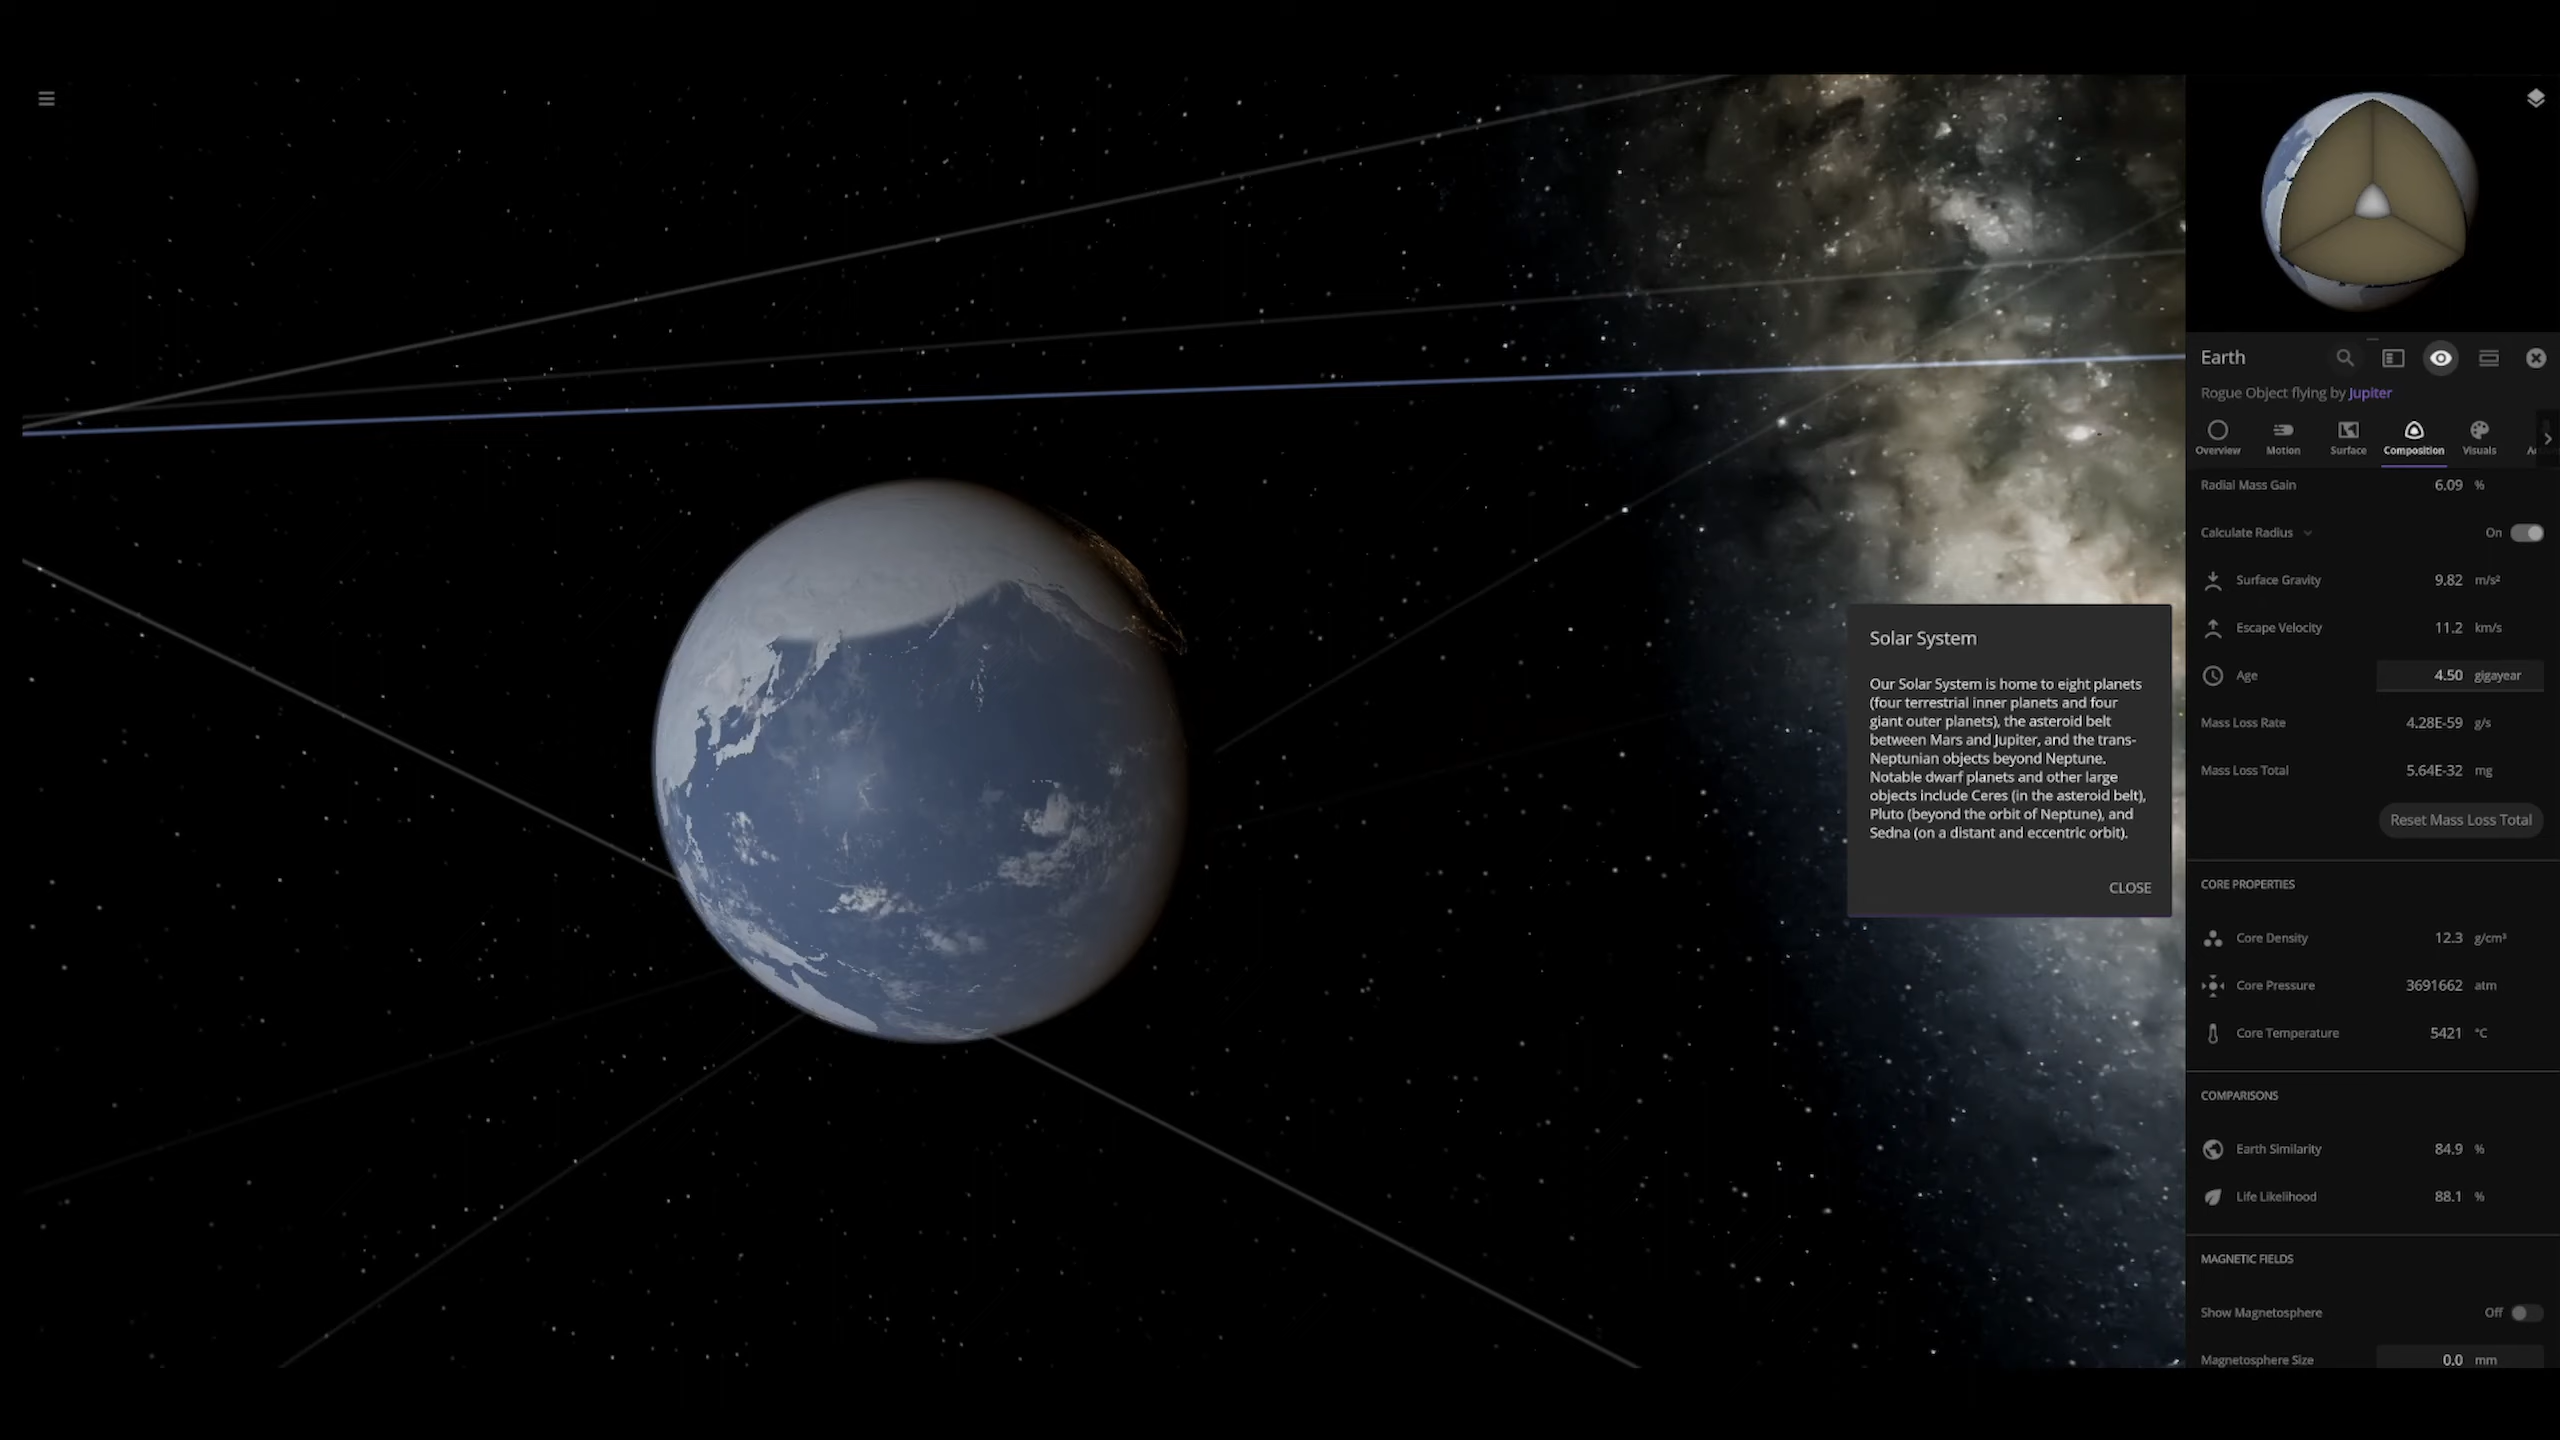 Earth
Rogue Object flying by Jupiter
Overview Motion Surface Composition Visuals
Radial Mass Gain 6.09 %
Calculate Radius On
Surface Gravity 9.82 m/s²
Escape Velocity 11.2 km/s
Age 4.50 gigayear
Mass Loss Rate 4.28E-59 g/s
Mass Loss Total 5.64E-32 mg
Reset Mass Loss Total
CORE PROPERTIES
Core Density 12.3 g/cm³
Core Pressure 3691662 atm
Core Temperature 5421 °C
COMPARISONS
Earth Similarity 84.9 %
Life Likelihood 88.1 %
MAGNETIC FIELDS
Show Magnetosphere Off
Magnetosphere Size 0.0 mm
Solar System
Our Solar System is home to eight planets
(four terrestrial inner planets and four
giant outer planets), the asteroid belt
between Mars and Jupiter, and the trans-
Neptunian objects beyond Neptune.
Notable dwarf planets and other large
objects include Ceres (in the asteroid belt),
Pluto (beyond the orbit of Neptune), and
Sedna (on a distant and eccentric orbit).
CLOSE